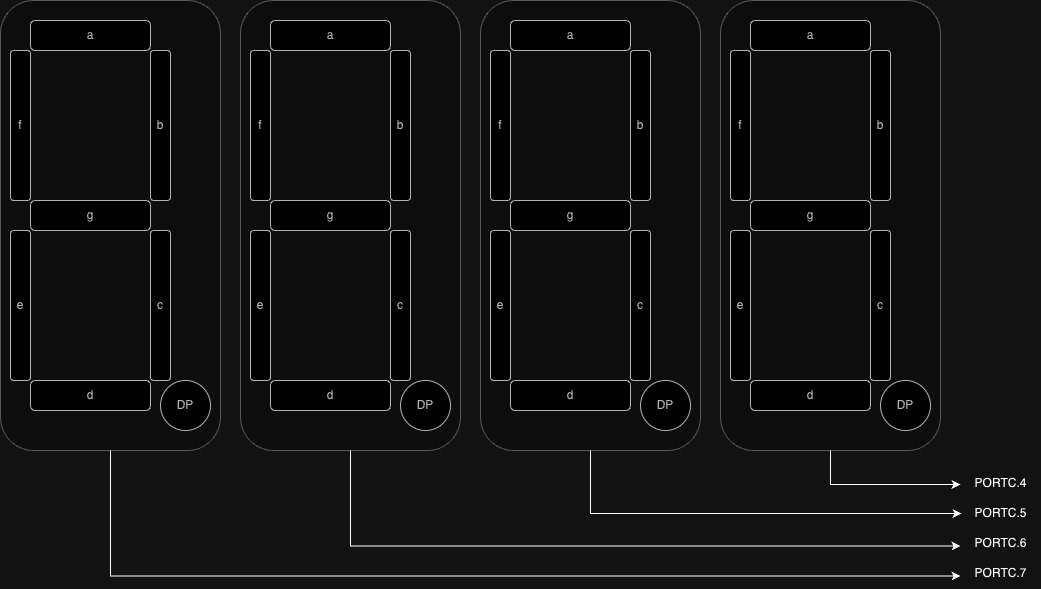 a a a a
f b f b f b f b
g g g g
e c e c e c e c
d DP d DP d DP d DP
PORTC.4
PORTC.5
PORTC.6
PORTC.7